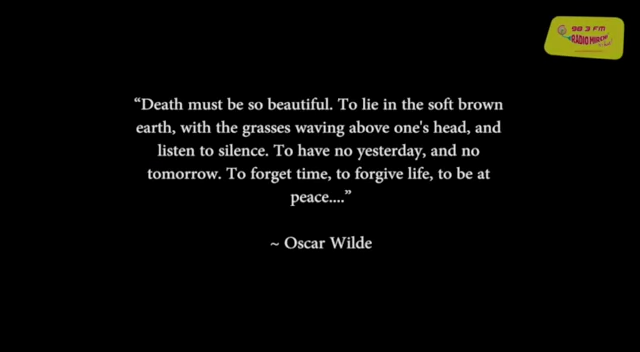 98.3 FM
RADIO MIRCHI
“Death must be so beautiful. To lie in the soft brown
earth, with the grasses waving above one's head, and
listen to silence. To have no yesterday, and no
tomorrow. To forget time, to forgive life, to be at
peace....”
~ Oscar Wilde